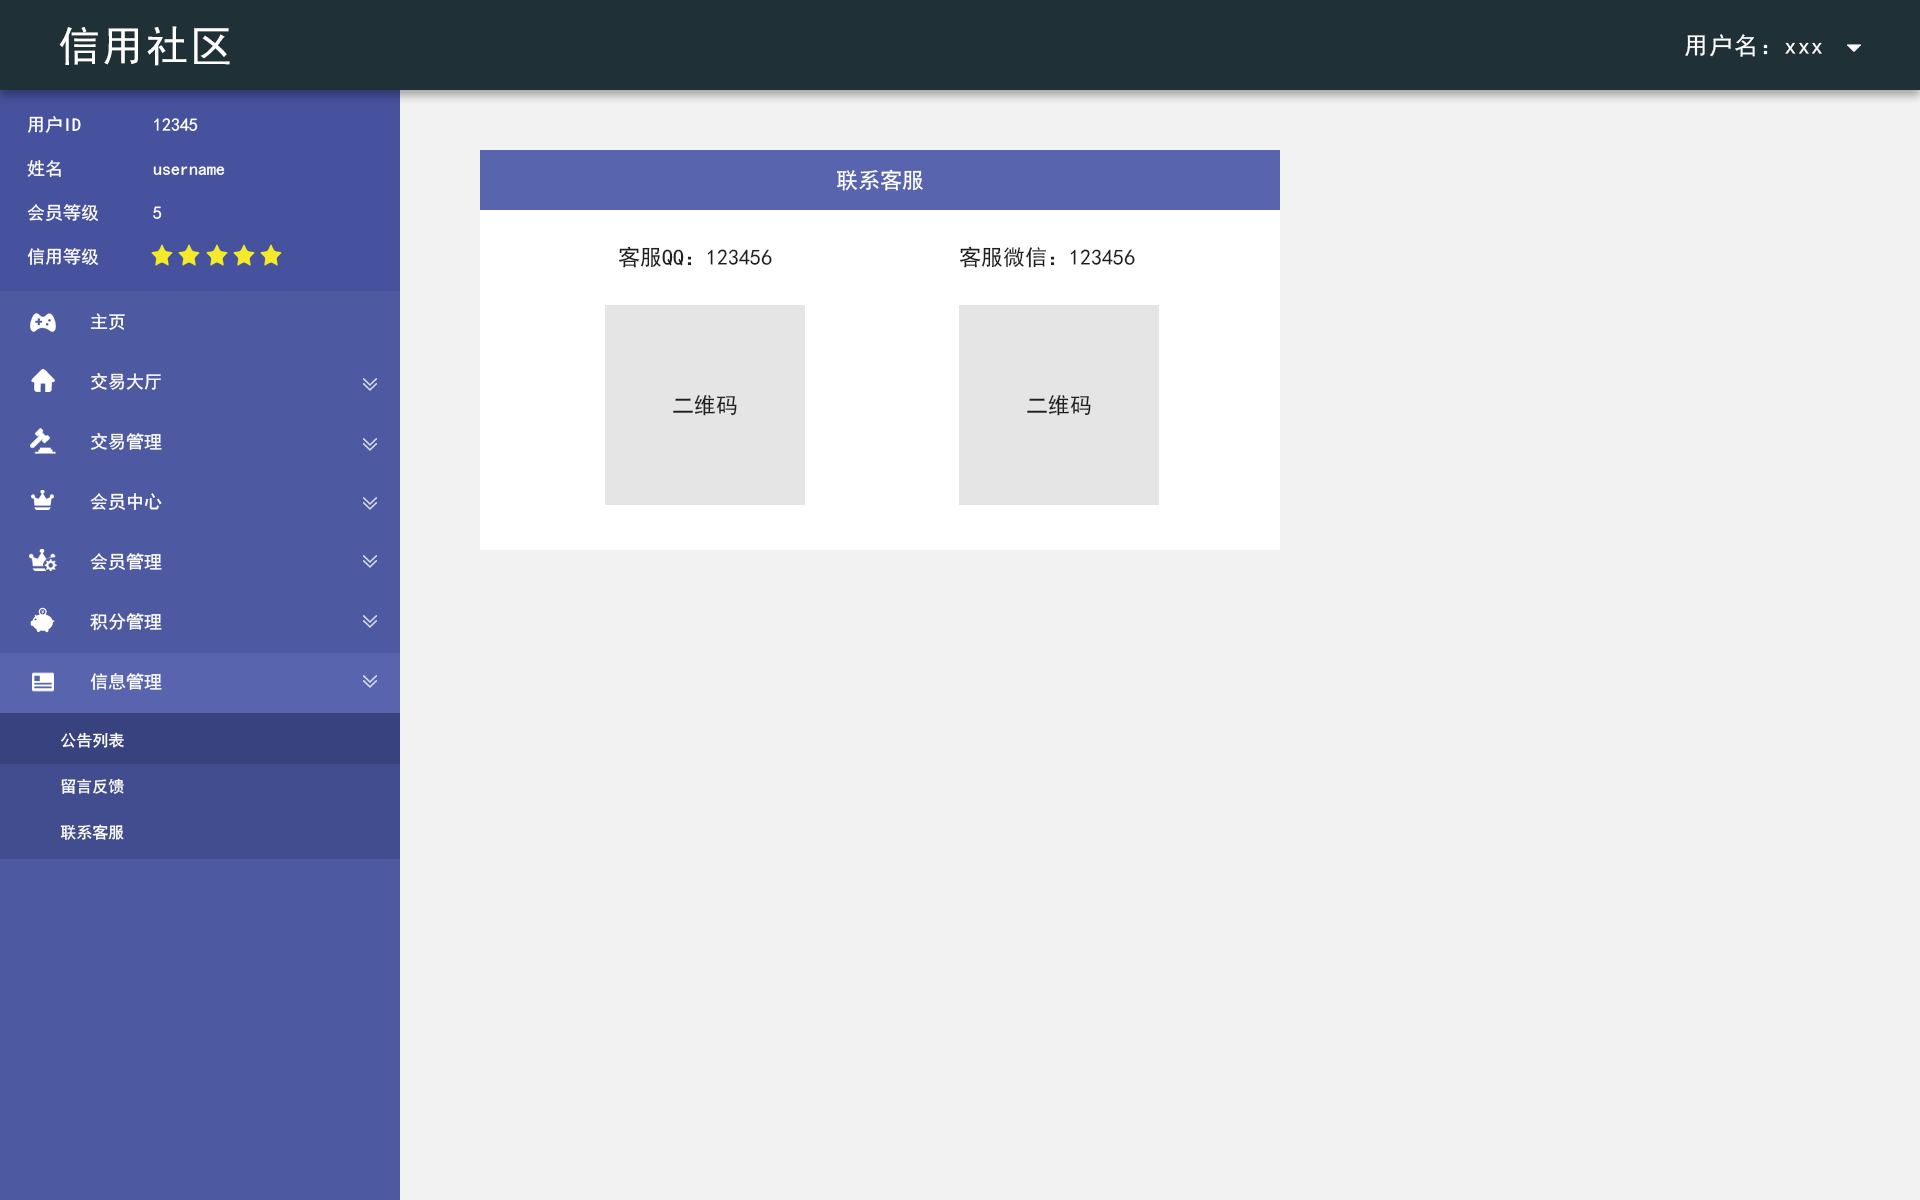 信用社区
用户名：xxx
用户ID 12345
姓名 username
会员等级 5
信用等级
主页
交易大厅
交易管理
会员中心
会员管理
积分管理
信息管理
公告列表
留言反馈
联系客服
联系客服
客服QQ：123456 客服微信：123456
二维码 二维码